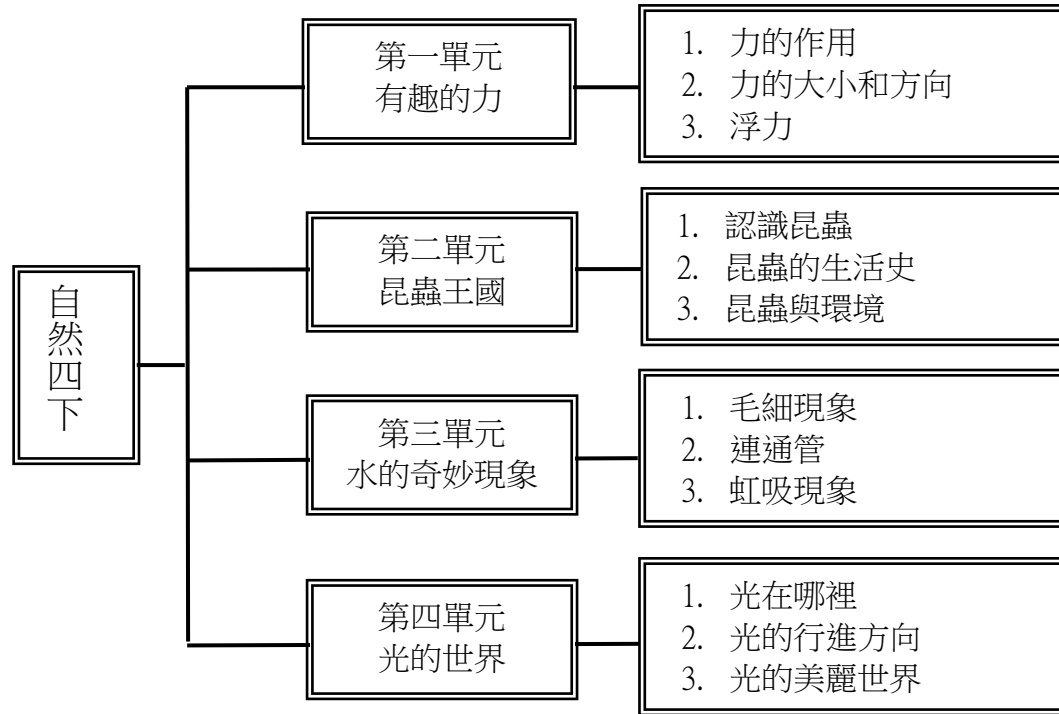 自然四下
第一單元
有趣的力
1. 力的作用
2. 力的大小和方向
3. 浮力
第二單元
昆蟲王國
1. 認識昆蟲
2. 昆蟲的生活史
3. 昆蟲與環境
第三單元
水的奇妙現象
1. 毛細現象
2. 連通管
3. 虹吸現象
第四單元
光的世界
1. 光在哪裡
2. 光的行進方向
3. 光的美麗世界